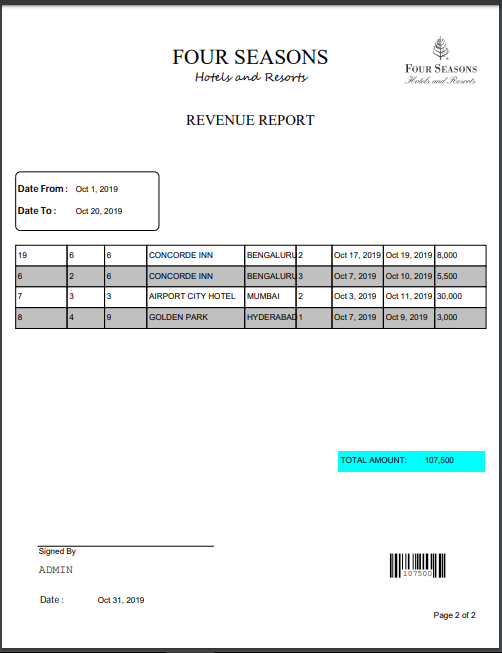 FOUR SEASONS
Hotels and Resorts
FOUR SEASONS
Hotels and Resorts
REVENUE REPORT
Date From : Oct 1, 2019
Date To : Oct 20, 2019
19 6 6 CONCORDE INN BENGALURU 2 Oct 17, 2019 Oct 19, 2019 8,000
6 2 6 CONCORDE INN BENGALURU 3 Oct 7, 2019 Oct 10, 2019 5,500
7 3 3 AIRPORT CITY HOTEL MUMBAI 2 Oct 3, 2019 Oct 11, 2019 30,000
8 4 9 GOLDEN PARK HYDERABAD 1 Oct 7, 2019 Oct 9, 2019 3,000
TOTAL AMOUNT: 107,500
Signed By
ADMIN
107500
Date : Oct 31, 2019
Page 2 of 2